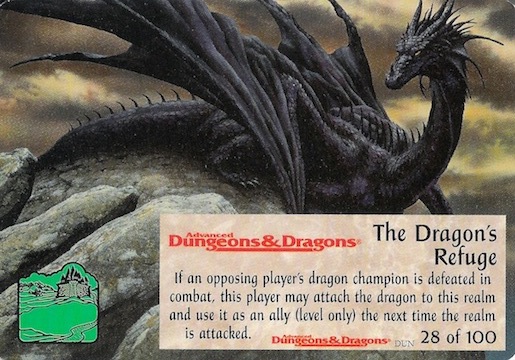 Advanced
Dungeons&Dragons®
The Dragon's
Refuge
If an opposing player's dragon champion is defeated in
combat, this player may attach the dragon to this realm
and use it as an ally (level only) the next time the realm
is attacked.
Advanced
Dungeons&Dragons®
DUN 28 of 100